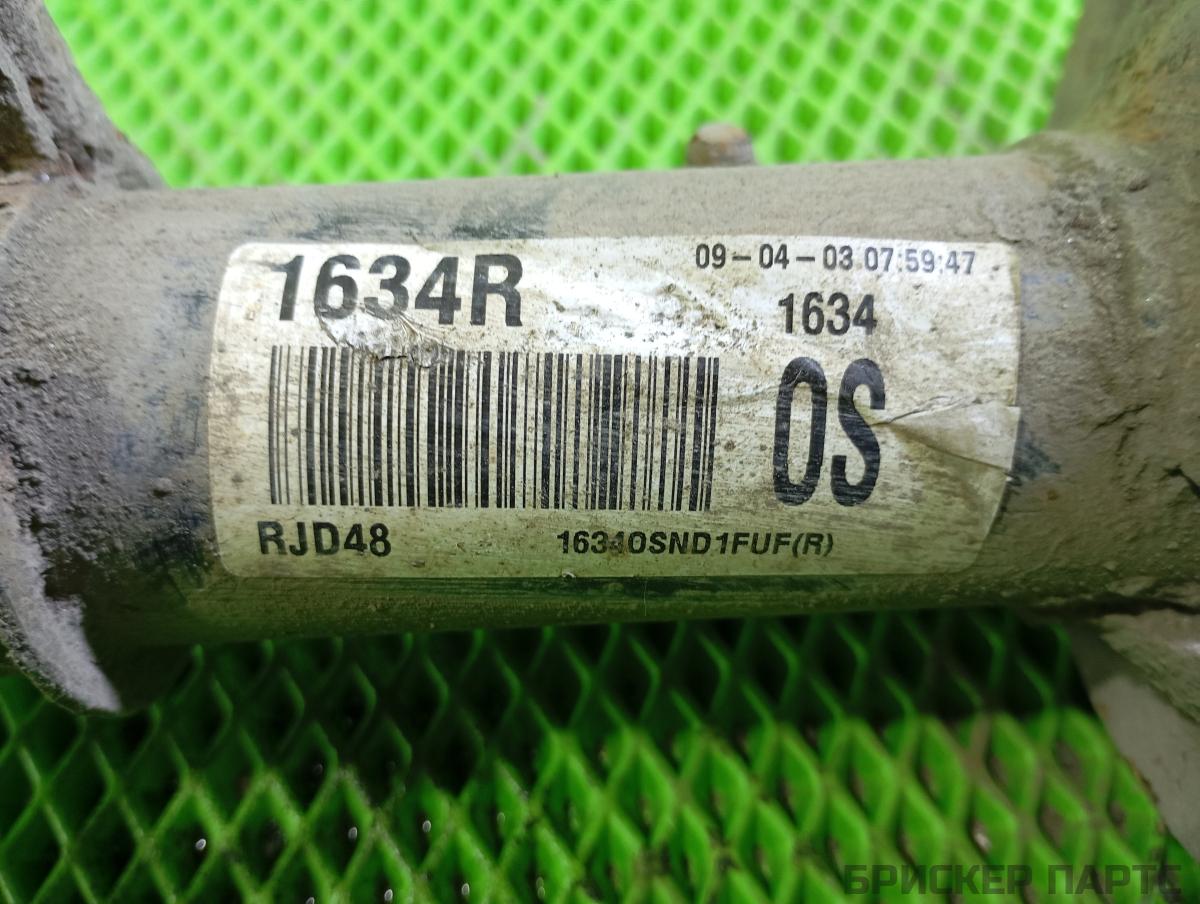 09-04-03 07:59:47
1634R
1634
OS
RJD48
1634OSND1FUF(R)
БРИСКЕР ПАРТС